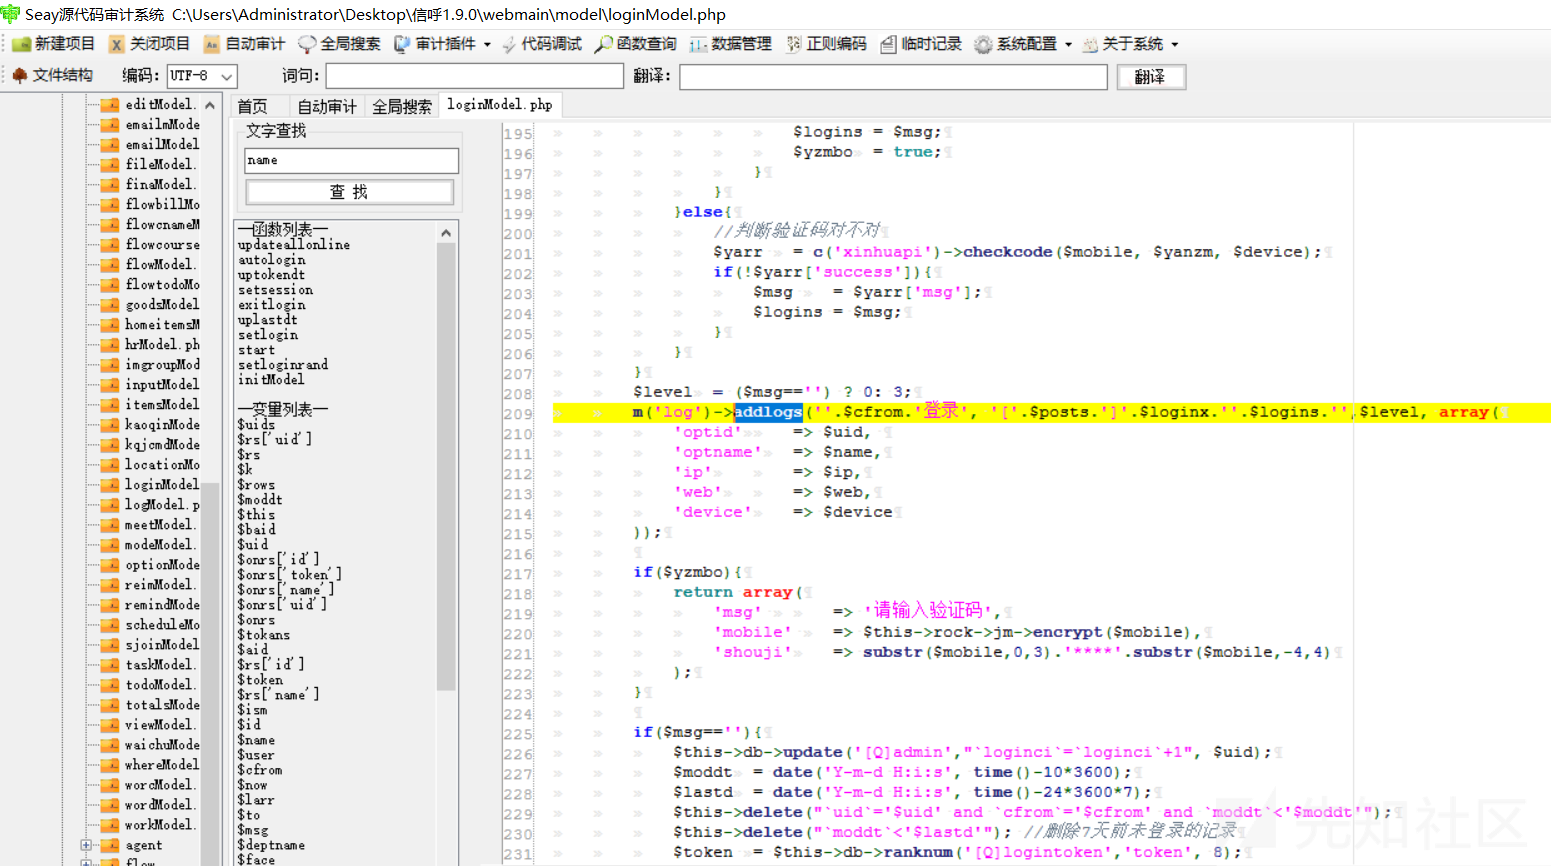 Seay源代码审计系统 C:\Users\Administrator\Desktop\信呼1.9.0\webmain\model\loginModel.php
新建项目 关闭项目 自动审计 全局搜索 审计插件 代码调试 函数查询 数据管理 正则编码 临时记录 系统配置 关于系统
文件结构 编码: UTF-8 词句: 翻译: 翻译
首页 自动审计 全局搜索 loginModel.php
editModel.
emailmMode
emailModel
fileModel.
finaModel.
flowbillMo
flowcnameM
flowcourse
flowModel.
flowtodoMo
goodsModel
homeitemsM
hrModel.ph
imgroupMod
inputModel
itemsModel
kaoqinMode
kqjcmdMode
locationMo
loginModel
logModel.p
meetModel.
modeModel.
optionMode
reimModel.
remindMode
scheduleMo
sjoinModel
taskModel.
todoModel.
totalsMode
viewModel.
waichuMode
whereModel
worcModel.
wordModel.
workModel.
agent
flow
文字查找
name
查 找
—函数列表—
updateallonline
autologin
uptokendt
setsession
exitlogin
uplastdt
setlogin
start
setloginrand
initModel
—变量列表—
$uids
$rs['uid']
$rs
$k
$rows
$moddt
$this
$baid
$uid
$onrs['id']
$onrs['token']
$onrs['name']
$onrs['uid']
$onrs
$tokans
$aid
$rs['id']
$token
$rs['name']
$ism
$id
$name
$user
$cfrom
$now
$larr
$to
$msg
$deptname
$face
195 $logins = $msg;
196 $yzmbo = true;
197 }
198 }
199 }else{
200 //判断验证码对不对
201 $yarr = c('xinhuapi')->checkcode($mobile, $yanzm, $device);
202 if(!$yarr['success']){
203 $msg = $yarr['msg'];
204 $logins = $msg;
205 }
206 }
207 }
208 $level = ($msg=='') ? 0: 3;
209 m('log')->addlogs(''.$cfrom.'登录', '['.$posts.']'.$loginx.''.$logins.'',$level, array(
210 'optid' => $uid,
211 'optname' => $name,
212 'ip' => $ip,
213 'web' => $web,
214 'device' => $device
215 ));
216
217 if($yzmbo){
218 return array(
219 'msg' => '请输入验证码',
220 'mobile' => $this->rock->jm->encrypt($mobile),
221 'shouji' => substr($mobile,0,3).'****'.substr($mobile,-4,4)
222 );
223 }
224
225 if($msg==''){
226 $this->db->update('[Q]admin',"`loginci`=`loginci`+1", $uid);
227 $moddt = date('Y-m-d H:i:s', time()-10*3600);
228 $lastd = date('Y-m-d H:i:s', time()-24*3600*7);
229 $this->delete("`uid`='$uid' and `cfrom`='$cfrom' and `moddt`<'$moddt'");
230 $this->delete("`moddt`<'$lastd'"); //删除7天前未登录的记录
231 $token = $this->db->ranknum('[Q]logintoken','token', 8);
先知社区